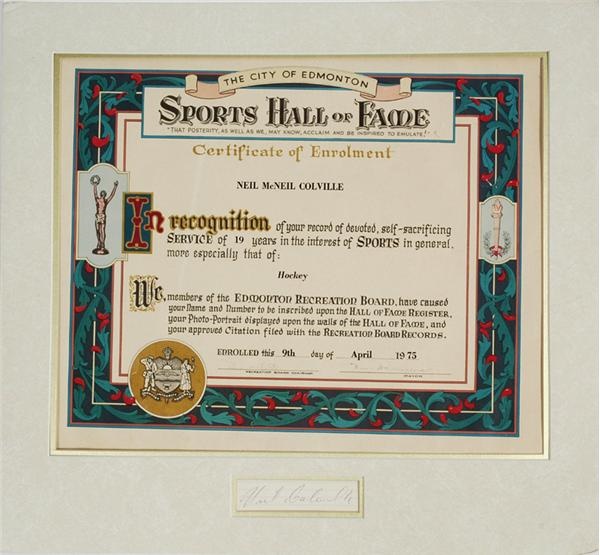 THE CITY OF EDMONTON
SPORTS HALL OF FAME
"THAT POSTERITY, AS WELL AS WE, MAY KNOW, ACCLAIM AND BE INSPIRED TO EMULATE."
Certificate of Enrolment
NEIL McNEIL COLVILLE
In recognition of your record of devoted, self-sacrificing
SERVICE of 19 years in the interest of SPORTS in general,
more especially that of:
Hockey
We, members of the EDMONTON RECREATION BOARD, have caused
your Name and Number to be inscribed upon the HALL OF FAME REGISTER,
your Photo-Portrait displayed upon the walls of the HALL OF FAME, and
your approved Citation filed with the RECREATION BOARD RECORDS.
ENROLLED this 9th day of April 1975
RECREATION BOARD CHAIRMAN MAYOR